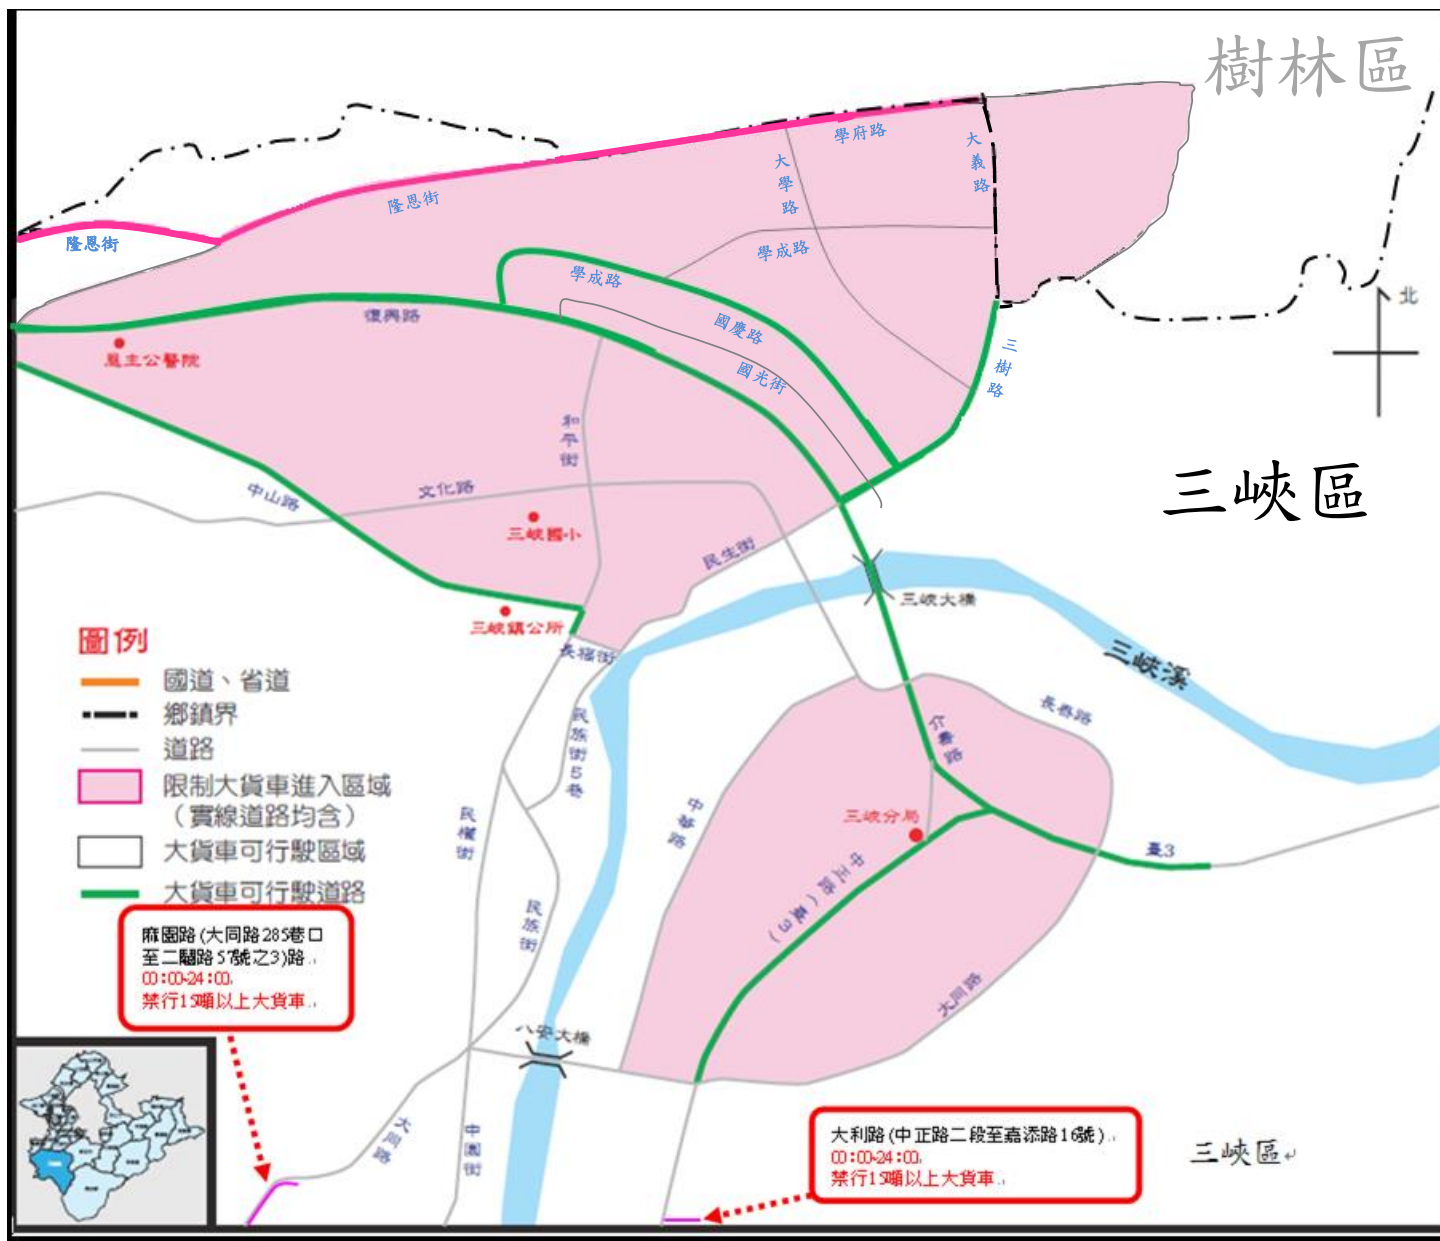 樹林區
學府路
大義路
大學路
隆恩街
隆恩街
學成路
學成路
北
復興路
國慶路
國光街
三樹路
恩主公醫院
和平街
文化路
中山路
三峽區
三峽國小
民生街
三峽大橋
三峽鎮公所
長福街
三峽溪
圖例
國道、省道
鄉鎮界
道路
限制大貨車進入區域
（實線道路均含）
大貨車可行駛區域
大貨車可行駛道路
民族街5巷
長春路
介壽路
中華路
民權街
三峽分局
臺3
中正路(臺3)
民族街
大同路
麻園路(大同路285巷口
至二鬮路57號之3)路
00:00-24:00
禁行15噸以上大貨車
八安大橋
大同路
中園街
大利路(中正路二段至嘉添路16號)
00:00-24:00
禁行15噸以上大貨車
三峽區